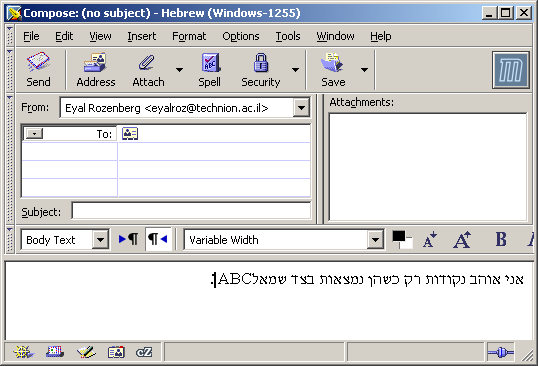 Compose: (no subject) - Hebrew (Windows-1255)
File Edit View Insert Format Options Tools Window Help
Send Address Attach Spell Security Save
From: Eyal Rozenberg <eyalroz@technion.ac.il>
Attachments:
To:
Subject:
Body Text ¶ ¶ Variable Width A A B
אני אוהב נקודות רק כשהן נמצאות בצד שמאלABC.
cZ